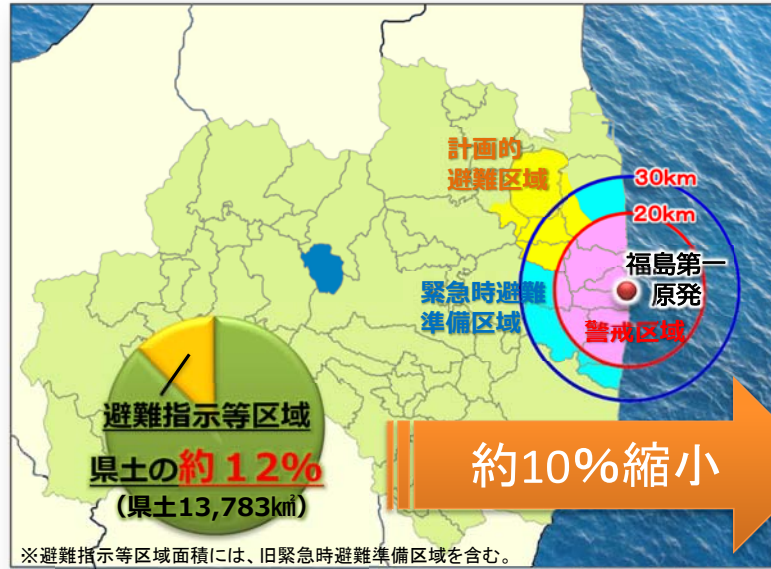 計画的
避難区域
30km
20km
福島第一
原発
緊急時避難
準備区域
警戒区域
避難指示等区域
県土の約12%
(県土13,783㎢)
約10%縮小
※避難指示等区域面積には、旧緊急時避難準備区域を含む。